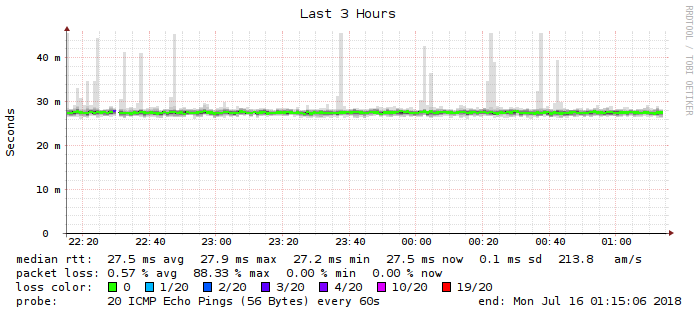 Last 3 Hours
RRDTOOL / TOBI OETIKER
Seconds
40 m
30 m
20 m
10 m
0
22:20 22:40 23:00 23:20 23:40 00:00 00:20 00:40 01:00
median rtt: 27.5 ms avg 27.9 ms max 27.2 ms min 27.5 ms now 0.1 ms sd 213.8 am/s
packet loss: 0.57 % avg 88.33 % max 0.00 % min 0.00 % now
loss color: 0 1/20 2/20 3/20 4/20 10/20 19/20
probe: 20 ICMP Echo Pings (56 Bytes) every 60s end: Mon Jul 16 01:15:06 2018